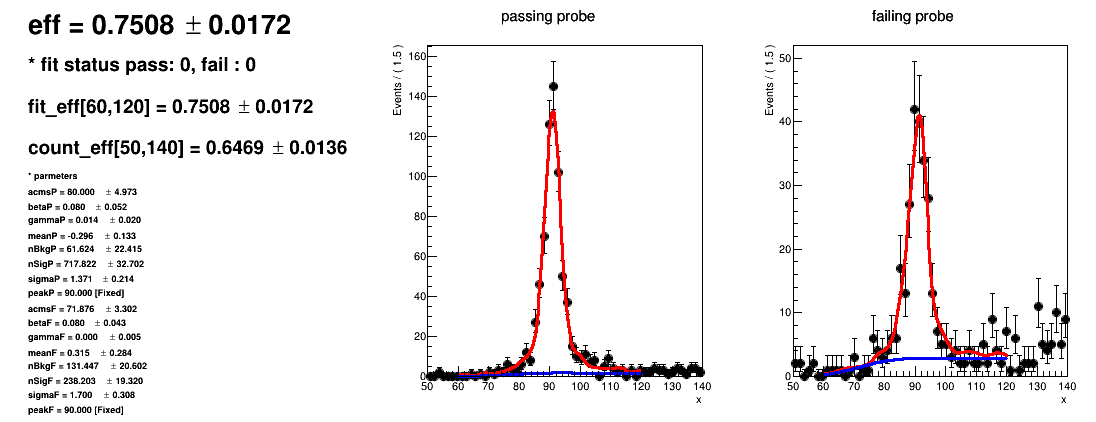 eff = 0.7508 ± 0.0172
* fit status pass: 0, fail : 0
fit_eff[60,120] = 0.7508 ± 0.0172
count_eff[50,140] = 0.6469 ± 0.0136
* parmeters
acmsP = 80.000 ± 4.973
betaP = 0.080 ± 0.052
gammaP = 0.014 ± 0.020
meanP = -0.296 ± 0.133
nBkgP = 61.624 ± 22.415
nSigP = 717.822 ± 32.702
sigmaP = 1.371 ± 0.214
peakP = 90.000 [Fixed]
acmsF = 71.876 ± 3.302
betaF = 0.080 ± 0.043
gammaF = 0.000 ± 0.005
meanF = 0.315 ± 0.284
nBkgF = 131.447 ± 20.602
nSigF = 238.203 ± 19.320
sigmaF = 1.700 ± 0.308
peakF = 90.000 [Fixed]
passing probe
Events / ( 1.5 )
160
140
120
100
80
60
40
20
0
50 60 70 80 90 100 110 120 130 140
x
failing probe
Events / ( 1.5 )
50
40
30
20
10
0
50 60 70 80 90 100 110 120 130 140
x